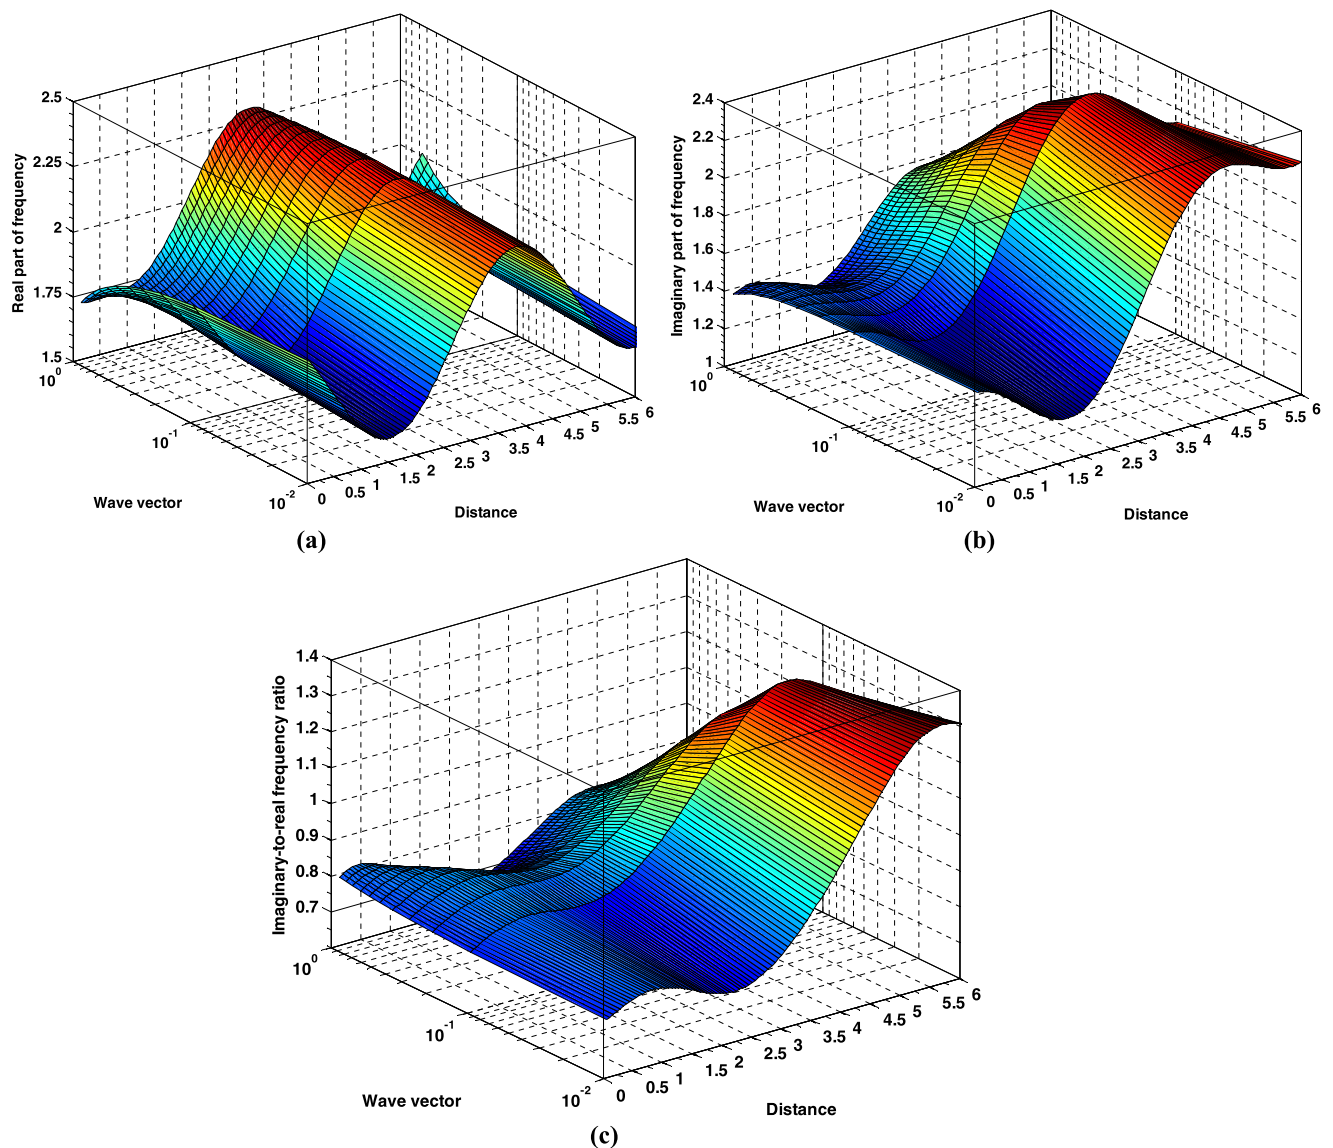 2.5
2.25
2
1.75
1.5
Real part of frequency
10^0
10^-1
10^-2
Wave vector
0 0.5 1 1.5 2 2.5 3 3.5 4 4.5 5 5.5 6
Distance
(a)
2.4
2.2
2
1.8
1.6
1.4
1.2
1
Imaginary part of frequency
10^0
10^-1
10^-2
Wave vector
0 0.5 1 1.5 2 2.5 3 3.5 4 4.5 5 5.5 6
Distance
(b)
1.4
1.3
1.2
1.1
1
0.9
0.8
0.7
Imaginary-to-real frequency ratio
10^0
10^-1
10^-2
Wave vector
0 0.5 1 1.5 2 2.5 3 3.5 4 4.5 5 5.5 6
Distance
(c)